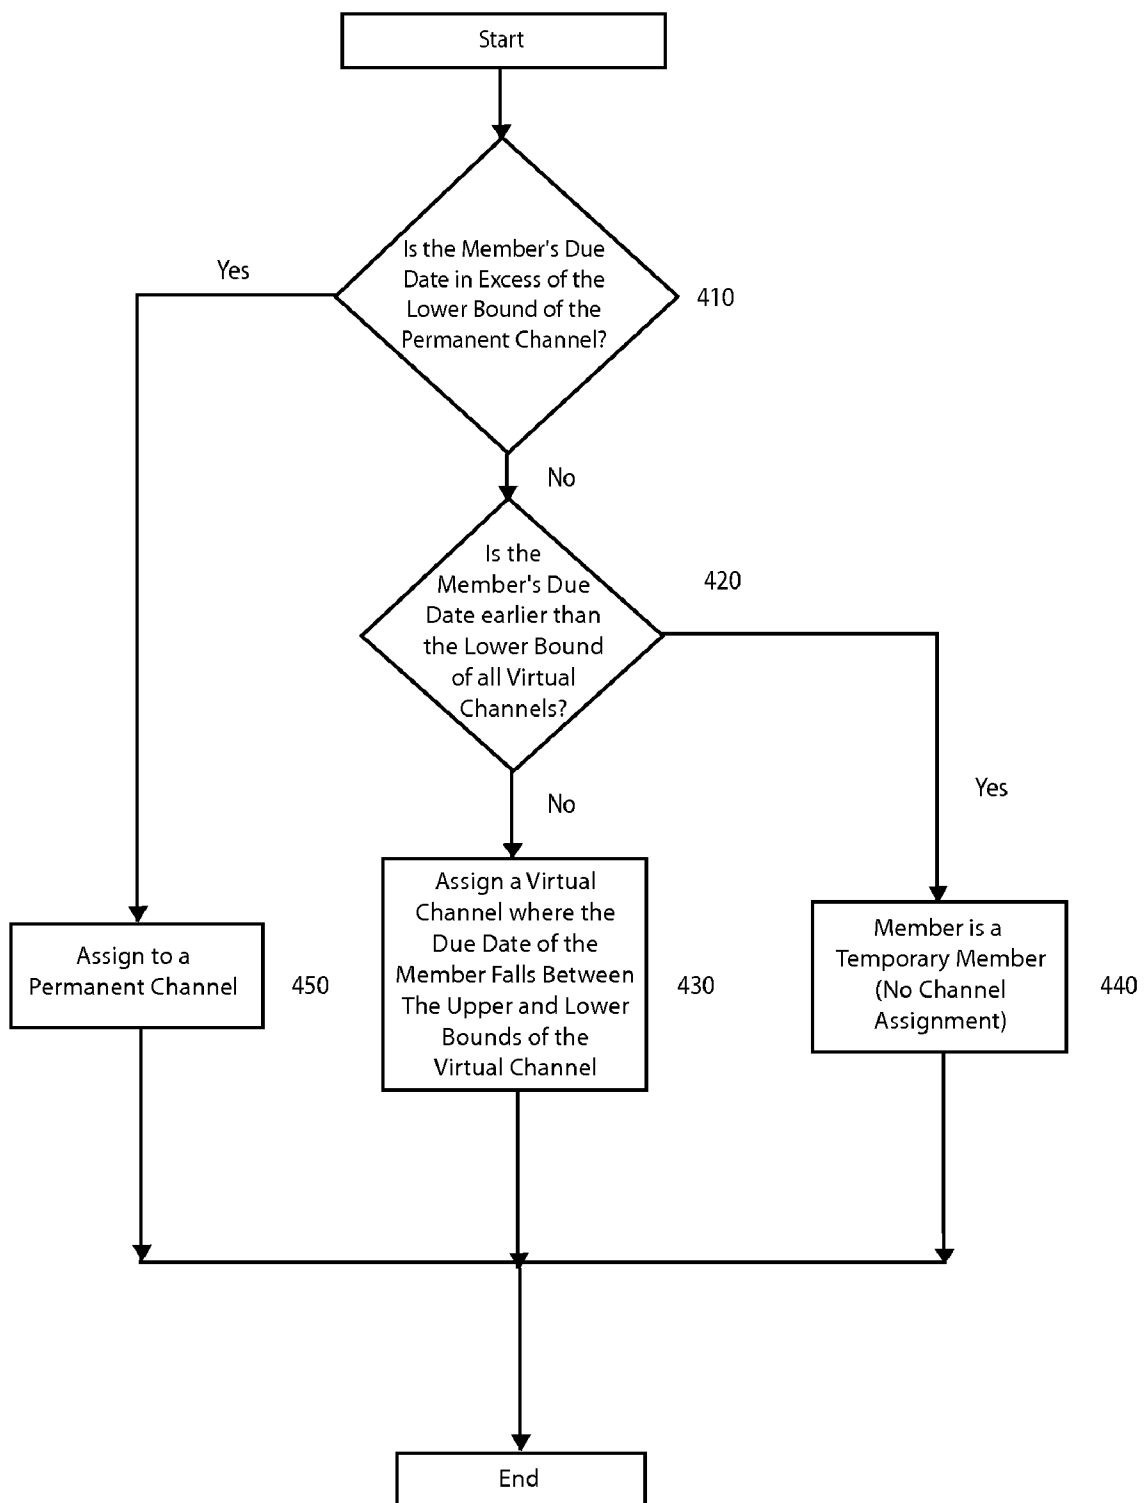 Start
Is the Member's Due
Date in Excess of the
Lower Bound of the
Permanent Channel?
Yes
410
No
Is the
Member's Due
Date earlier than
the Lower Bound
of all Virtual
Channels?
420
No
Yes
Assign to a
Permanent Channel
450
Assign a Virtual
Channel where the
Due Date of the
Member Falls Between
The Upper and Lower
Bounds of the
Virtual Channel
430
Member is a
Temporary Member
(No Channel
Assignment)
440
End